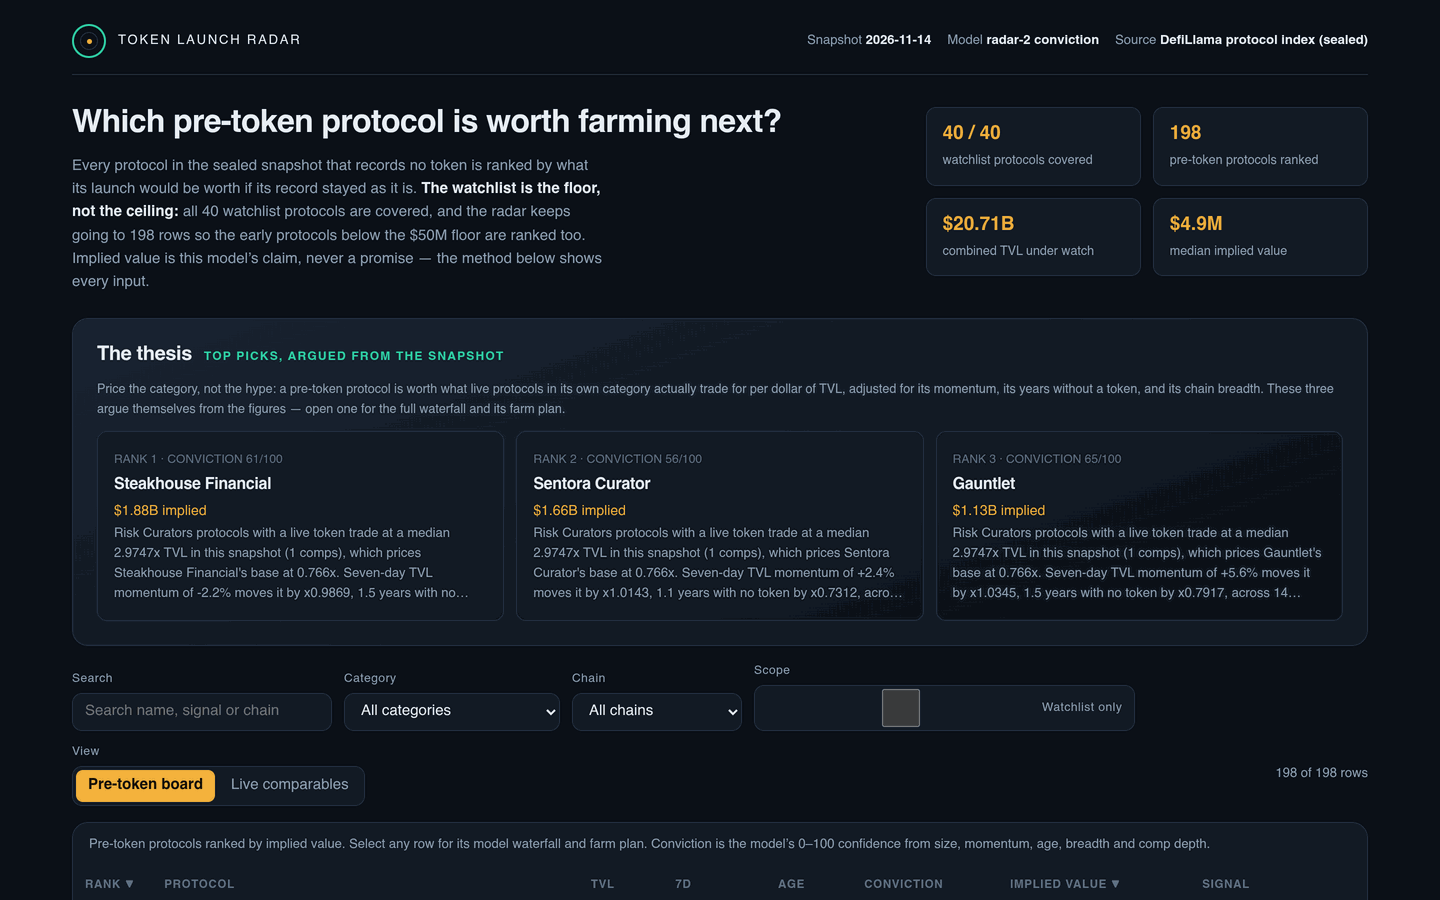 TOKEN LAUNCH RADAR
Snapshot 2026-11-14 Model radar-2 conviction Source DefiLlama protocol index (sealed)
Which pre-token protocol is worth farming next?
Every protocol in the sealed snapshot that records no token is ranked by what
its launch would be worth if its record stayed as it is. The watchlist is the floor,
not the ceiling: all 40 watchlist protocols are covered, and the radar keeps
going to 198 rows so the early protocols below the $50M floor are ranked too.
Implied value is this model's claim, never a promise — the method below shows
every input.
40 / 40
watchlist protocols covered
198
pre-token protocols ranked
$20.71B
combined TVL under watch
$4.9M
median implied value
The thesis TOP PICKS, ARGUED FROM THE SNAPSHOT
Price the category, not the hype: a pre-token protocol is worth what live protocols in its own category actually trade for per dollar of TVL, adjusted for its momentum, its years without a token, and its chain breadth. These three
argue themselves from the figures — open one for the full waterfall and its farm plan.
RANK 1 · CONVICTION 61/100
Steakhouse Financial
$1.88B implied
Risk Curators protocols with a live token trade at a median
2.9747x TVL in this snapshot (1 comps), which prices
Steakhouse Financial's base at 0.766x. Seven-day TVL
momentum of -2.2% moves it by x0.9869, 1.5 years with no…
RANK 2 · CONVICTION 56/100
Sentora Curator
$1.66B implied
Risk Curators protocols with a live token trade at a median
2.9747x TVL in this snapshot (1 comps), which prices Sentora
Curator's base at 0.766x. Seven-day TVL momentum of +2.4%
moves it by x1.0143, 1.1 years with no token by x0.7312, acro…
RANK 3 · CONVICTION 65/100
Gauntlet
$1.13B implied
Risk Curators protocols with a live token trade at a median
2.9747x TVL in this snapshot (1 comps), which prices Gauntlet's
base at 0.766x. Seven-day TVL momentum of +5.6% moves it
by x1.0345, 1.5 years with no token by x0.7917, across 14…
Search
Search name, signal or chain
Category
All categories
Chain
All chains
Scope
Watchlist only
View
Pre-token board Live comparables
198 of 198 rows
Pre-token protocols ranked by implied value. Select any row for its model waterfall and farm plan. Conviction is the model's 0–100 confidence from size, momentum, age, breadth and comp depth.
RANK ▼ PROTOCOL TVL 7D AGE CONVICTION IMPLIED VALUE ▼ SIGNAL